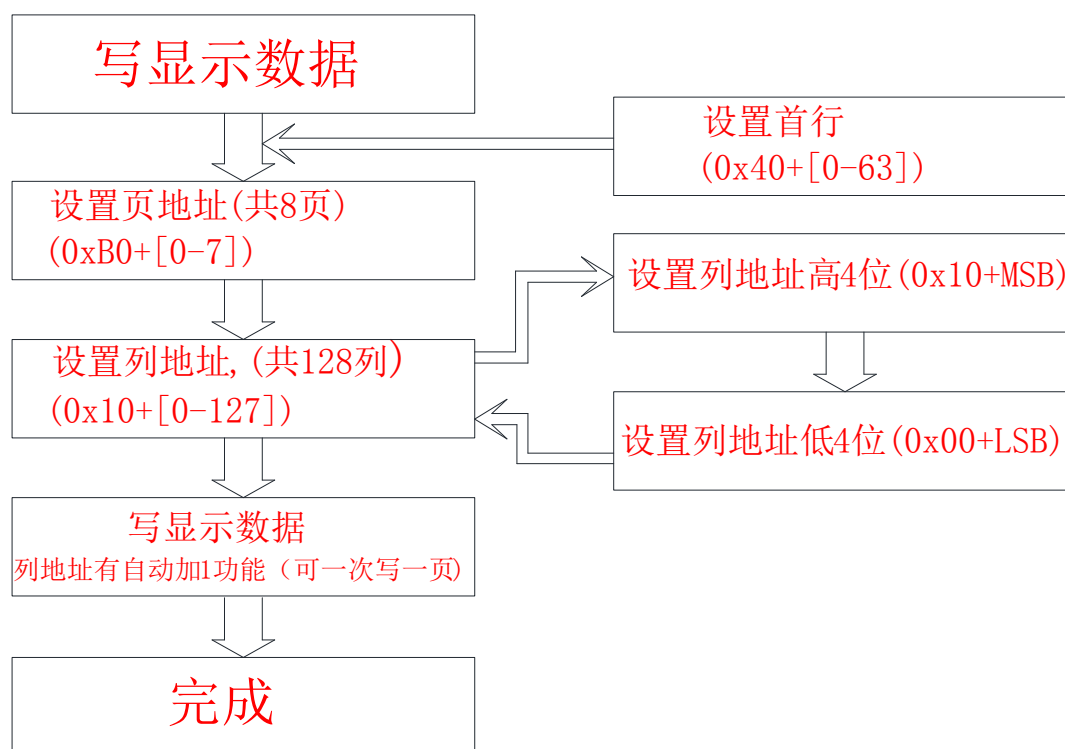 写显示数据
设置首行
(0x40+[0-63])
设置页地址(共8页)
(0xB0+[0-7])
设置列地址高4位(0x10+MSB)
设置列地址,(共128列)
(0x10+[0-127])
设置列地址低4位(0x00+LSB)
写显示数据
列地址有自动加1功能（可一次写一页)
完成